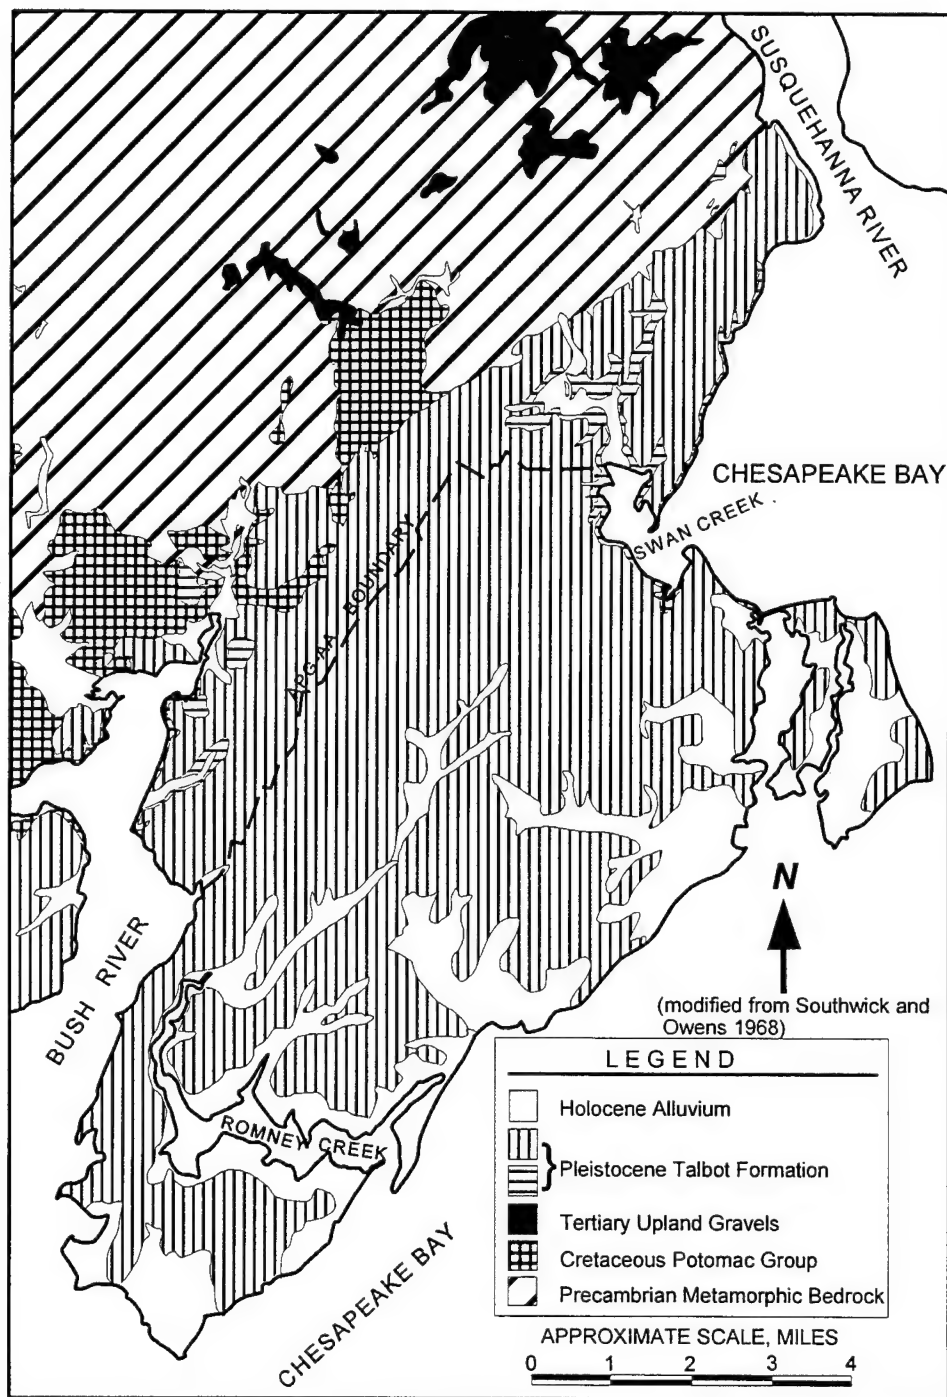 SUSQUEHANNA RIVER
CHESAPEAKE BAY
SWAN CREEK
APG-AA BOUNDARY
N
(modified from Southwick and
Owens 1968)
BUSH RIVER
ROMNEY CREEK
CHESAPEAKE BAY
LEGEND
Holocene Alluvium
Pleistocene Talbot Formation
Tertiary Upland Gravels
Cretaceous Potomac Group
Precambrian Metamorphic Bedrock
APPROXIMATE SCALE, MILES
0 1 2 3 4